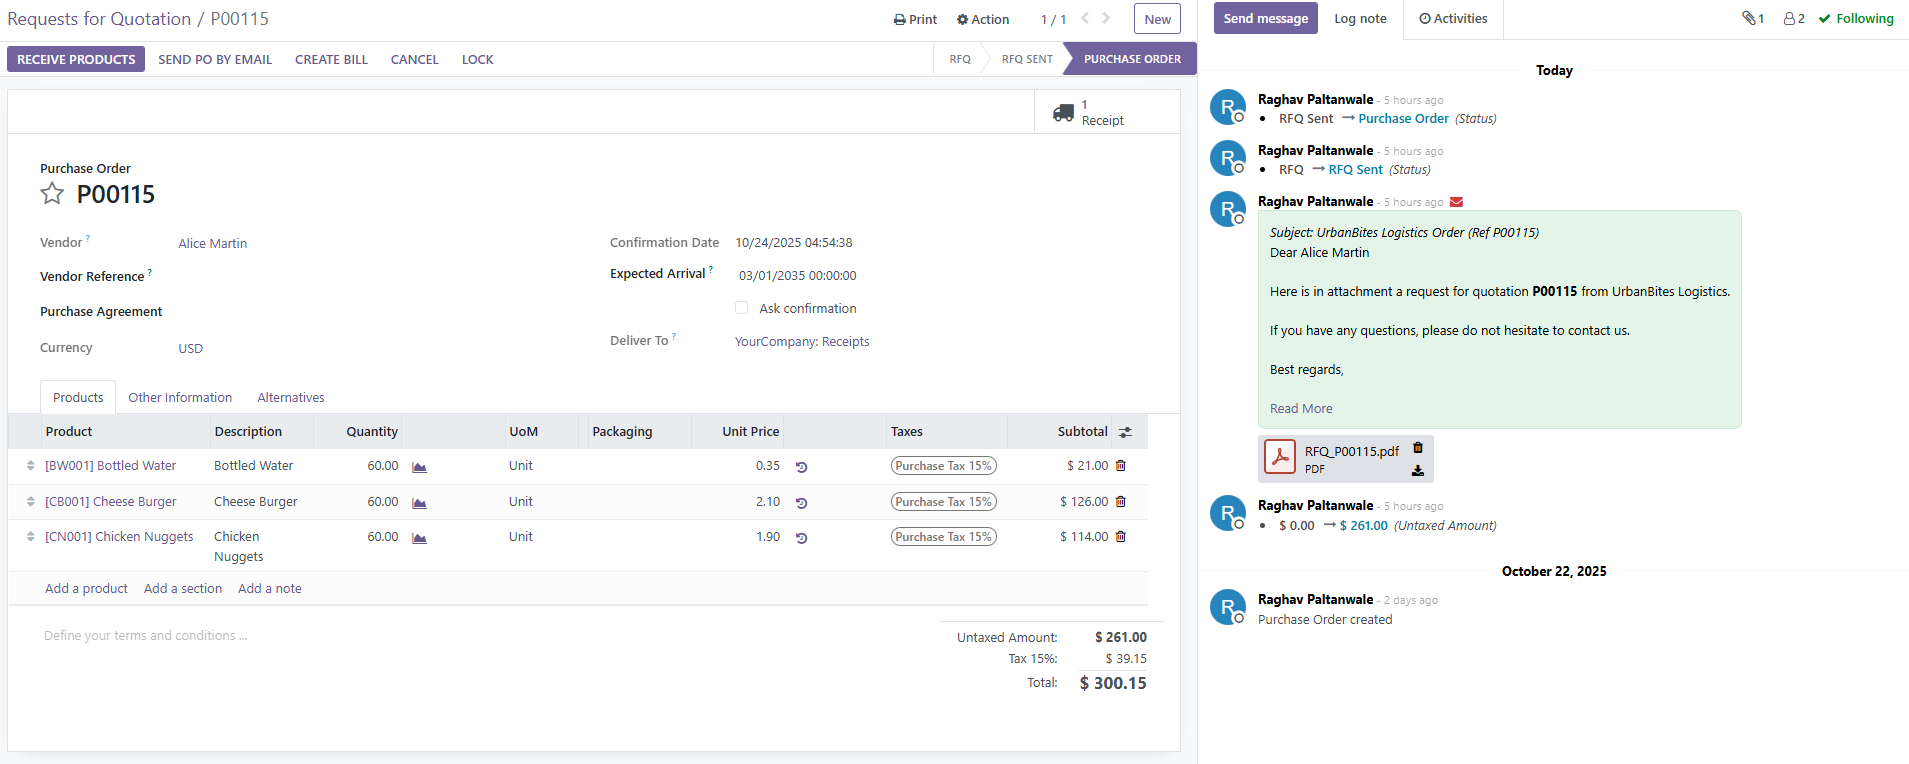 Requests for Quotation / P00115
Print Action 1 / 1 New
RECEIVE PRODUCTS SEND PO BY EMAIL CREATE BILL CANCEL LOCK RFQ RFQ SENT PURCHASE ORDER
1
Receipt
Purchase Order
P00115
Vendor ? Alice Martin
Vendor Reference ?
Purchase Agreement
Currency USD
Confirmation Date 10/24/2025 04:54:38
Expected Arrival ? 03/01/2035 00:00:00
Ask confirmation
Deliver To ? YourCompany: Receipts
Products Other Information Alternatives
Product Description Quantity UoM Packaging Unit Price Taxes Subtotal
[BW001] Bottled Water Bottled Water 60.00 Unit 0.35 Purchase Tax 15% $ 21.00
[CB001] Cheese Burger Cheese Burger 60.00 Unit 2.10 Purchase Tax 15% $ 126.00
[CN001] Chicken Nuggets Chicken 60.00 Unit 1.90 Purchase Tax 15% $ 114.00
Nuggets
Add a product Add a section Add a note
Define your terms and conditions ...
Untaxed Amount: $ 261.00
Tax 15%: $ 39.15
Total: $ 300.15
Send message Log note Activities 1 2 Following
Today
R
Raghav Paltanwale - 5 hours ago
RFQ Sent → Purchase Order (Status)
R
Raghav Paltanwale - 5 hours ago
RFQ → RFQ Sent (Status)
R
Raghav Paltanwale - 5 hours ago
Subject: UrbanBites Logistics Order (Ref P00115)
Dear Alice Martin
Here is in attachment a request for quotation P00115 from UrbanBites Logistics.
If you have any questions, please do not hesitate to contact us.
Best regards,
Read More
RFQ_P00115.pdf
PDF
R
Raghav Paltanwale - 5 hours ago
$ 0.00 → $ 261.00 (Untaxed Amount)
October 22, 2025
R
Raghav Paltanwale - 2 days ago
Purchase Order created